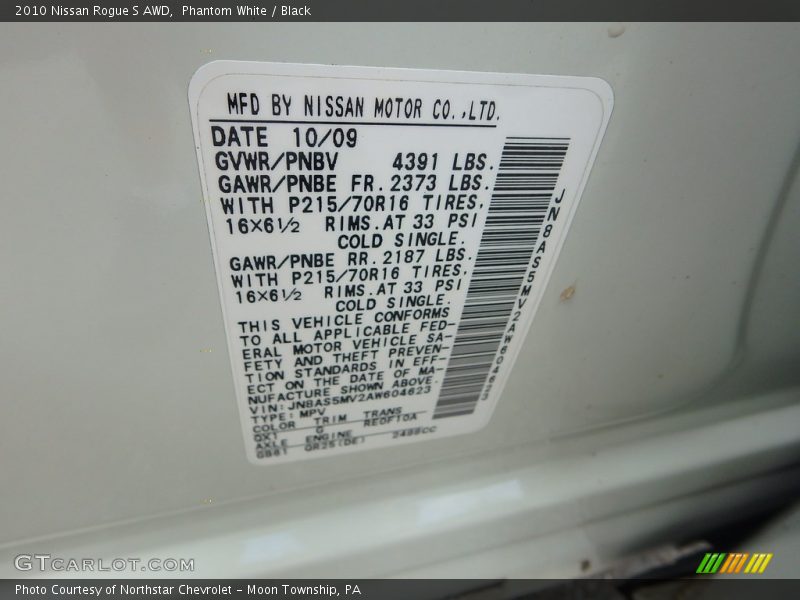 2010 Nissan Rogue S AWD, Phantom White / Black
MFD BY NISSAN MOTOR CO.,LTD.
DATE 10/09
GVWR/PNBV 4391 LBS.
GAWR/PNBE FR. 2373 LBS.
WITH P215/70R16 TIRES,
16×6½ RIMS.AT 33 PSI
COLD SINGLE.
GAWR/PNBE RR. 2187 LBS.
WITH P215/70R16 TIRES,
16×6½ RIMS.AT 33 PSI
COLD SINGLE.
THIS VEHICLE CONFORMS
TO ALL APPLICABLE FED-
ERAL MOTOR VEHICLE SA-
FETY AND THEFT PREVEN-
TION STANDARDS IN EFF-
ECT ON THE DATE OF MA-
NUFACTURE SHOWN ABOVE.
VIN:JN8AS5MV2AW604623
TYPE:MPV
COLOR TRIM TRANS
QX1 G RE0F10A
AXLE ENGINE
GB61 QR25(DE) 2488CC
JN8AS5MV2AW604623
GTCARLOT.COM
Photo Courtesy of Northstar Chevrolet - Moon Township, PA